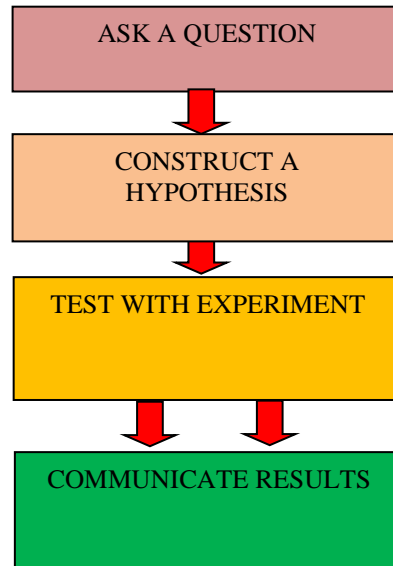 ASK A QUESTION
CONSTRUCT A
HYPOTHESIS
TEST WITH EXPERIMENT
COMMUNICATE RESULTS